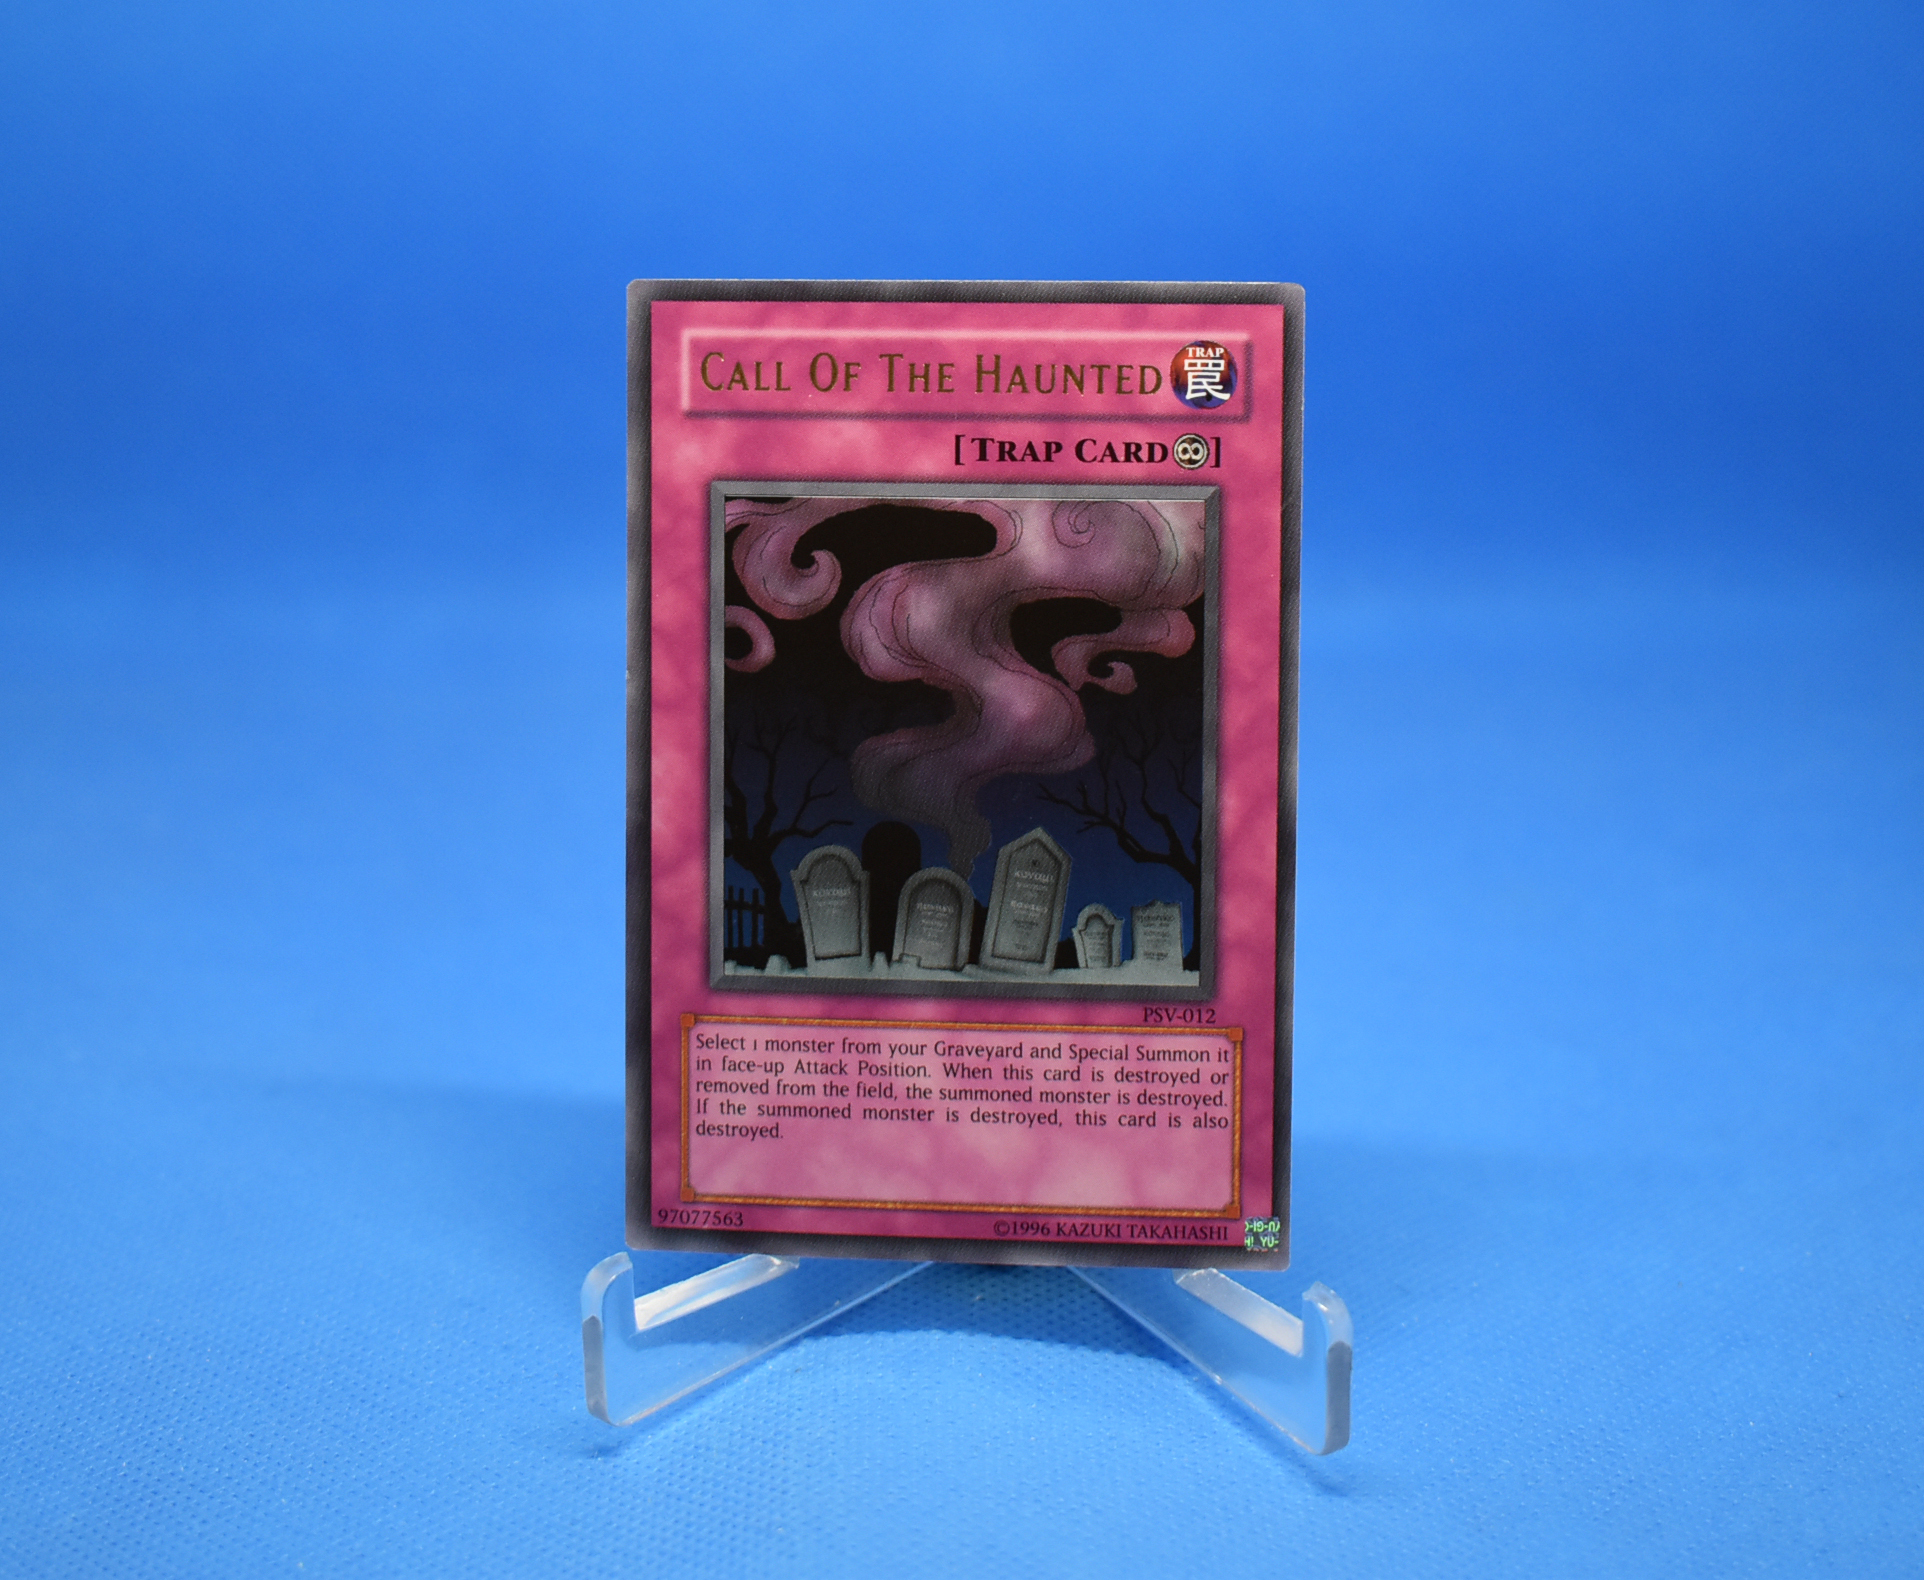 CALL OF THE HAUNTED
TRAP
罠
[TRAP CARD]
PSV-012
Select 1 monster from your Graveyard and Special Summon it
in face-up Attack Position. When this card is destroyed or
removed from the field, the summoned monster is destroyed.
If the summoned monster is destroyed, this card is also
destroyed.
97077563
©1996 KAZUKI TAKAHASHI